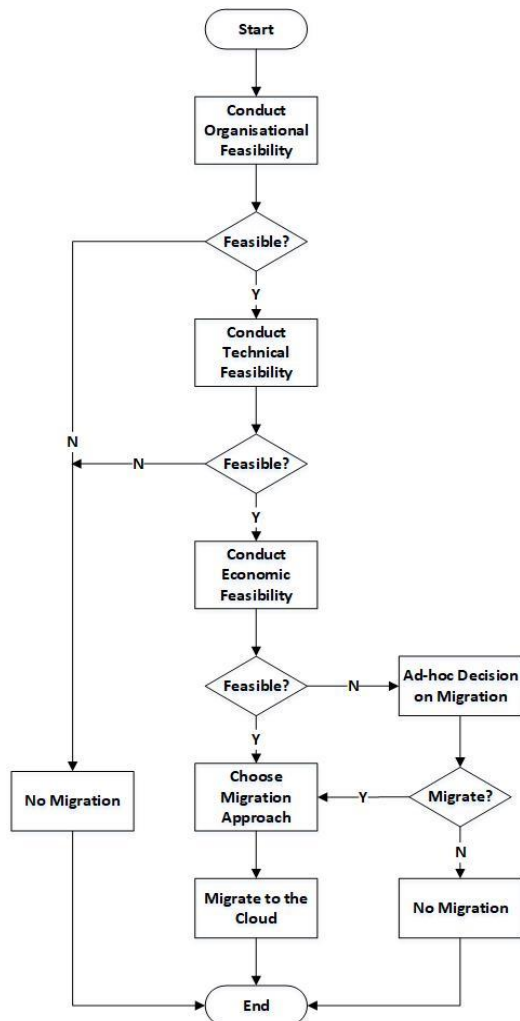 Start
Conduct
Organisational
Feasibility
Feasible?
Y
Conduct
Technical
Feasibility
N
Feasible?
N
Y
Conduct
Economic
Feasibility
Feasible?
N
Ad-hoc Decision
on Migration
Y
No Migration
Choose
Migration
Approach
Y
Migrate?
N
Migrate to the
Cloud
No Migration
End